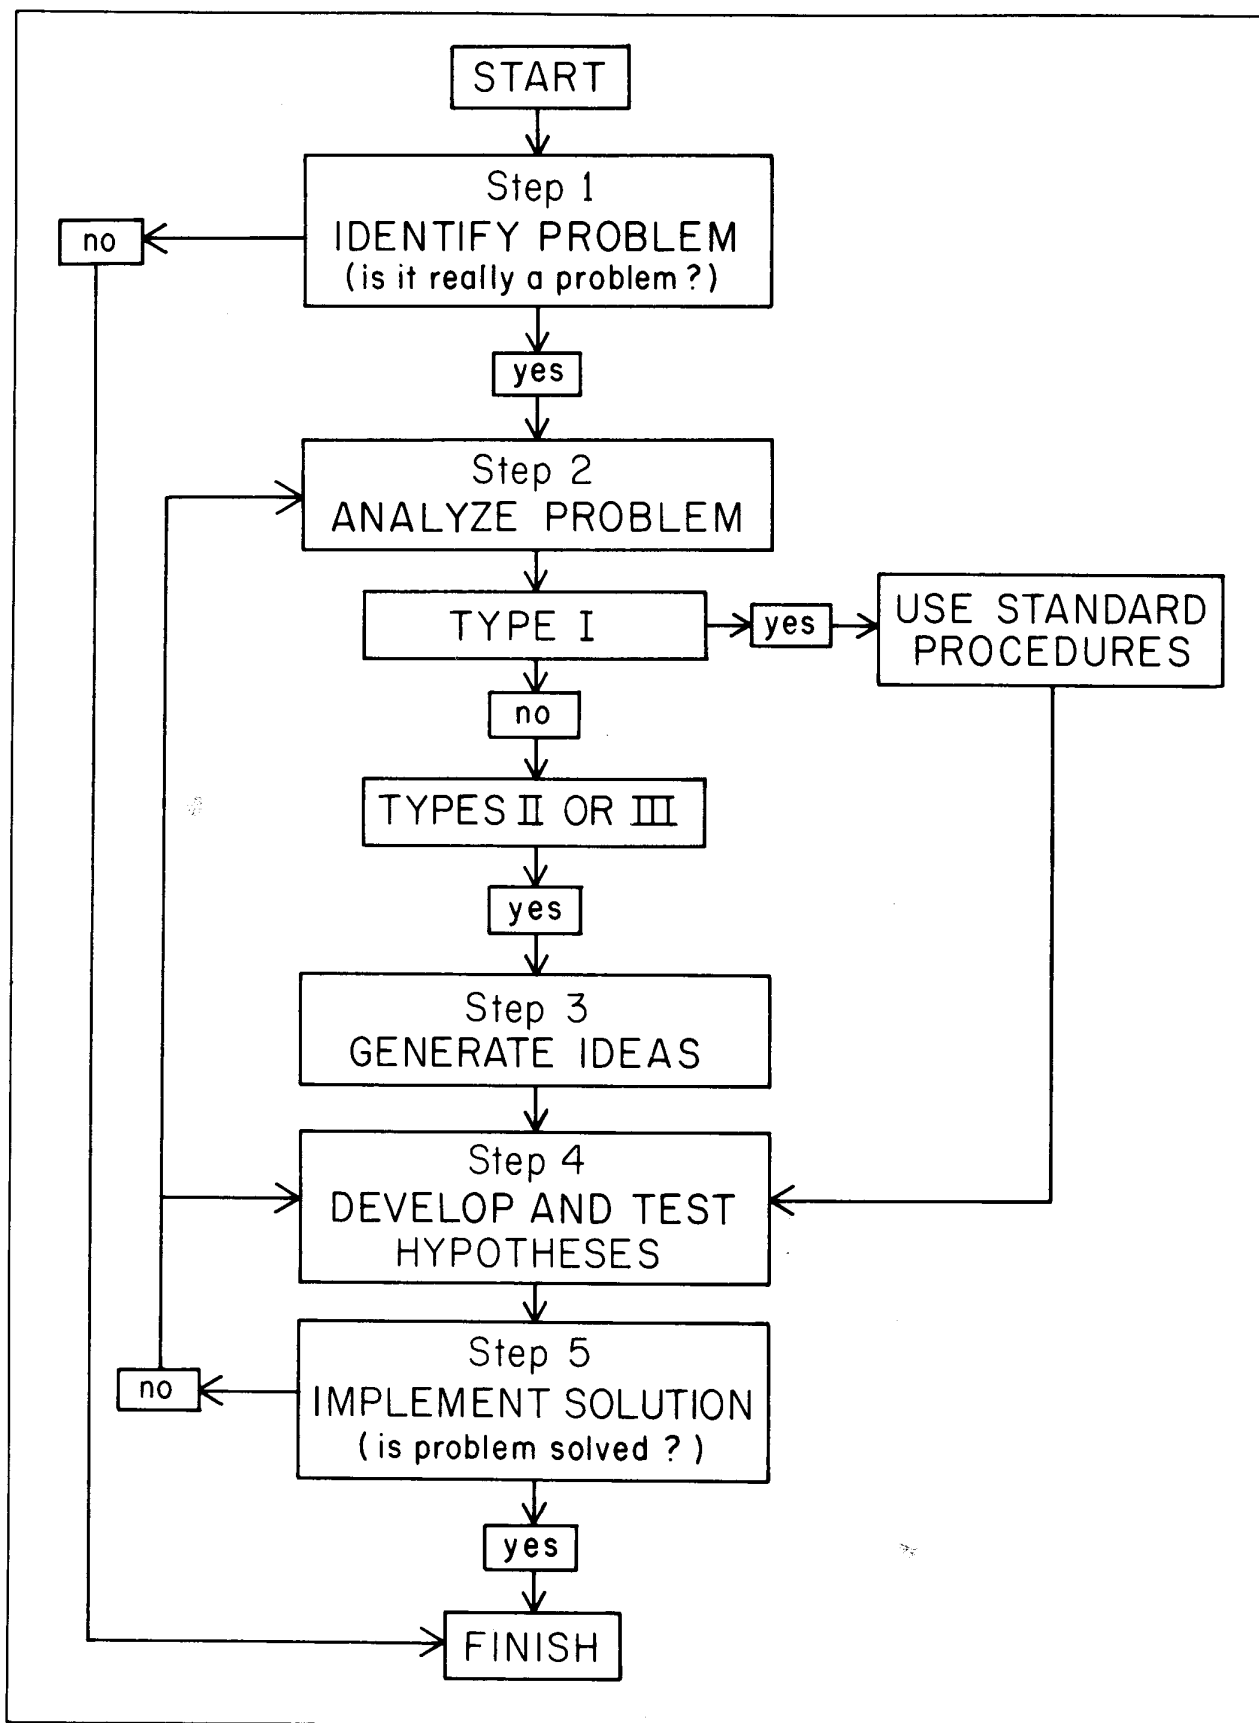 START
Step 1
IDENTIFY PROBLEM
(is it really a problem?)
no
yes
Step 2
ANALYZE PROBLEM
TYPE I
yes
USE STANDARD
PROCEDURES
no
TYPES II OR III
yes
Step 3
GENERATE IDEAS
Step 4
DEVELOP AND TEST
HYPOTHESES
Step 5
IMPLEMENT SOLUTION
(is problem solved ?)
no
yes
FINISH